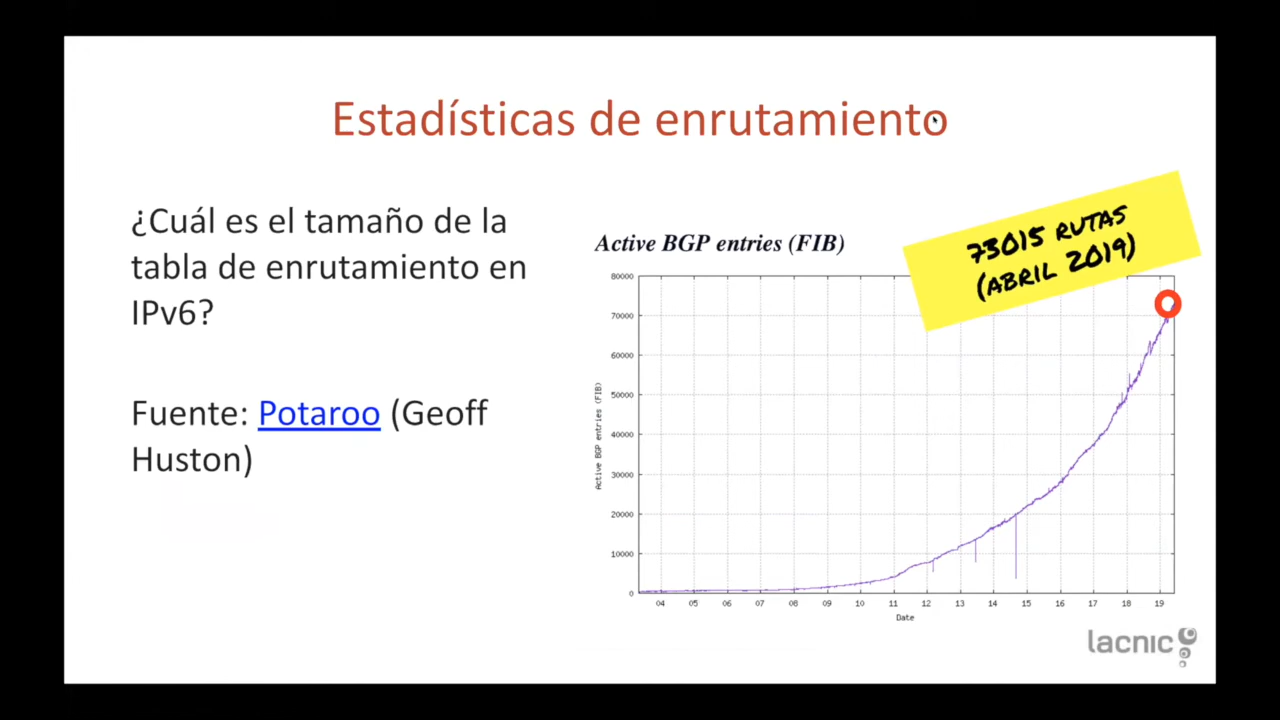 Estadísticas de enrutamiento
¿Cuál es el tamaño de la
tabla de enrutamiento en
IPv6?
Fuente: Potaroo (Geoff
Huston)
73015 RUTAS
(ABRIL 2019)
Active BGP entries (FIB)
80000
70000
60000
50000
40000
30000
20000
10000
0
Active BGP entries (FIB)
04 05 06 07 08 09 10 11 12 13 14 15 16 17 18 19
Date
lacnic